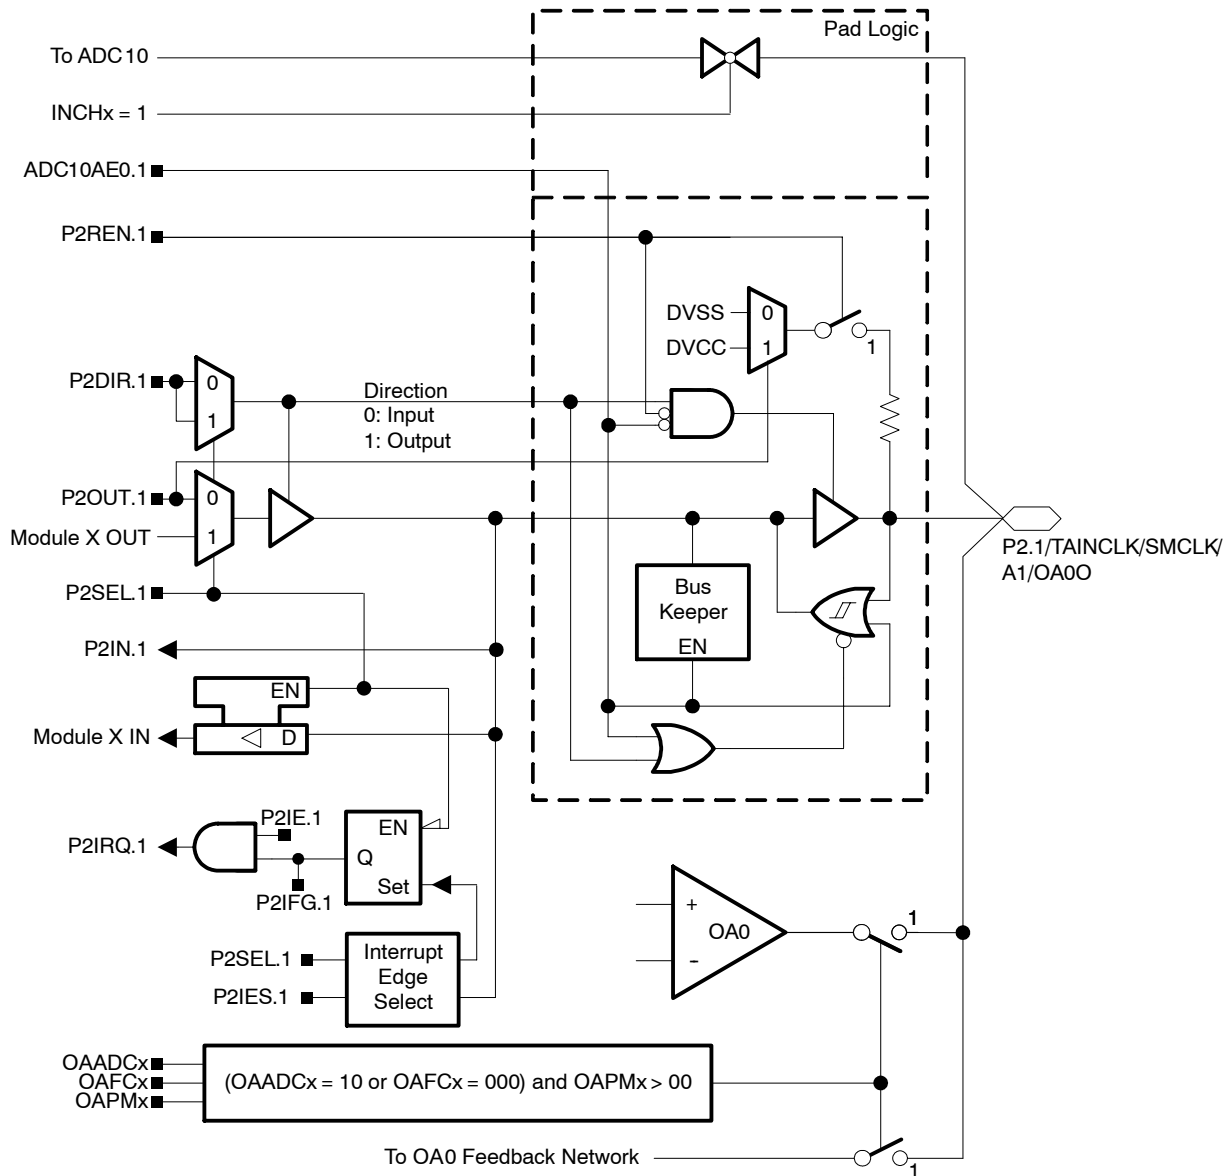 Pad Logic
To ADC10
INCHx = 1
ADC10AE0.1
P2REN.1
DVSS
0
DVCC
1
1
P2DIR.1
0
1
Direction
0: Input
1: Output
P2OUT.1
0
Module X OUT
1
P2SEL.1
P2.1/TAINCLK/SMCLK/
A1/OA0O
Bus
Keeper
EN
P2IN.1
EN
Module X IN
D
P2IE.1
P2IRQ.1
EN
Q
Set
P2IFG.1
P2SEL.1
P2IES.1
Interrupt
Edge
Select
+
OA0
−
1
OAADCx
OAFCx
OAPMx
(OAADCx = 10 or OAFCx = 000) and OAPMx > 00
To OA0 Feedback Network
1